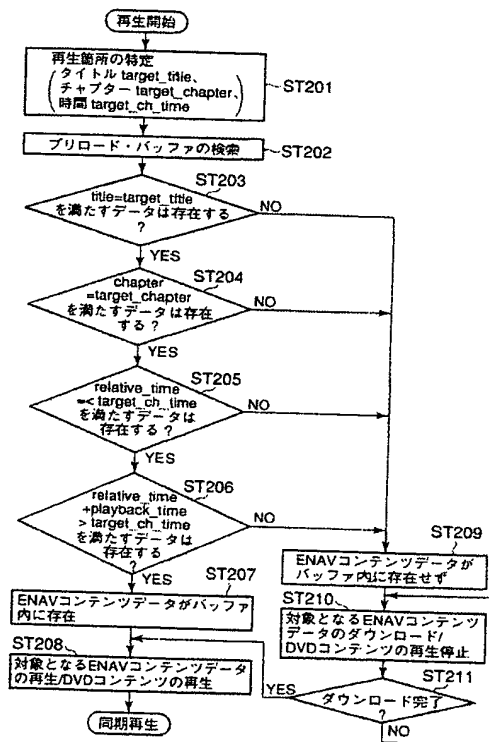 再生開始
再生箇所の特定
タイトル target_title、
チャプター target_chapter、
時間 target_ch_time
ST201
プリロード・バッファの検索
ST202
ST203
title=target_title
を満たすデータは存在する
?
NO
YES
ST204
chapter
=target_chapter
を満たすデータは存在
する?
NO
YES
ST205
relative_time
=< target_ch_time
を満たすデータは
存在する?
NO
YES
ST206
relative_time
+playback_time
> target_ch_time
を満たすデータは
存在する
?
NO
YES
ST207
ENAVコンテンツデータがバッファ
内に存在
ST208
対象となるENAVコンテンツデータ
の再生/DVDコンテンツの再生
同期再生
ST209
ENAVコンテンツデータが
バッファ内に存在せず
ST210
対象となるENAVコンテンツ
データのダウンロード/
DVDコンテンツの再生停止
ST211
ダウンロード完了
?
YES
NO